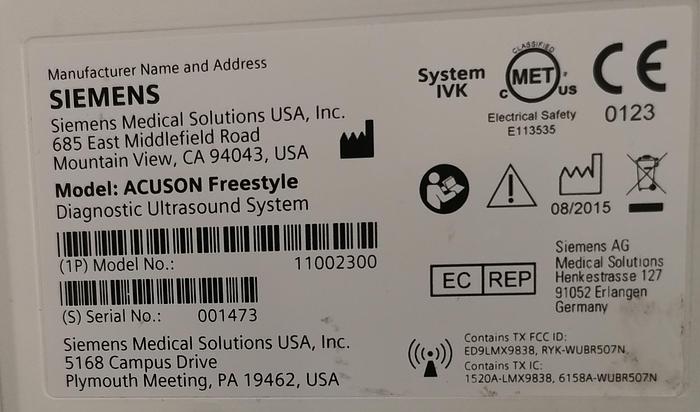 Manufacturer Name and Address
SIEMENS
Siemens Medical Solutions USA, Inc.
685 East Middlefield Road
Mountain View, CA 94043, USA
Model: ACUSON Freestyle
Diagnostic Ultrasound System
(1P) Model No.: 11002300
(S) Serial No.: 001473
Siemens Medical Solutions USA, Inc.
5168 Campus Drive
Plymouth Meeting, PA 19462, USA
System
IVK
CLASSIFIED
MET
C US
Electrical Safety
E113535
CE
0123
08/2015
EC REP
Siemens AG
Medical Solutions
Henkestrasse 127
91052 Erlangen
Germany
Contains TX FCC ID:
ED9LMX9838, RYK-WUBR507N
Contains TX IC:
1520A-LMX9838, 6158A-WUBR507N